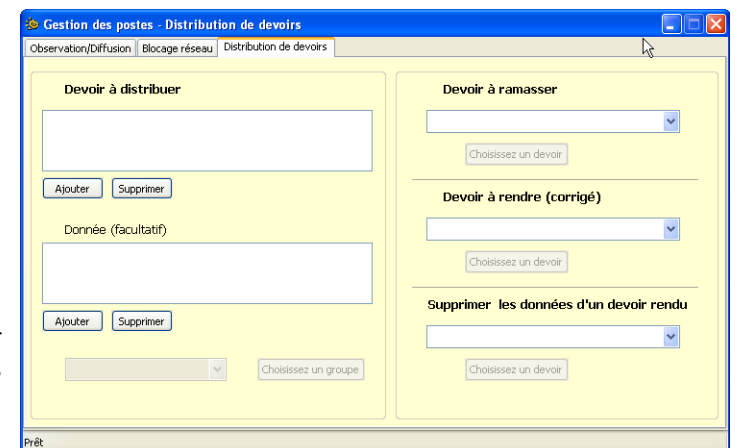 Gestion des postes - Distribution de devoirs
Observation/Diffusion Blocage réseau Distribution de devoirs
Devoir à distribuer
Ajouter Supprimer
Donnée (facultatif)
Ajouter Supprimer
Choisissez un groupe
Devoir à ramasser
Choisissez un devoir
Devoir à rendre (corrigé)
Choisissez un devoir
Supprimer les données d'un devoir rendu
Choisissez un devoir
Prêt